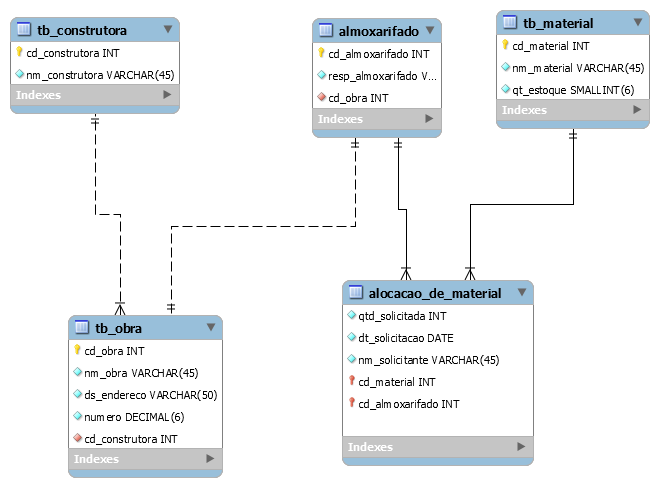 tb_construtora
cd_construtora INT
nm_construtora VARCHAR(45)
Indexes
almoxarifado
cd_almoxarifado INT
resp_almoxarifado V...
cd_obra INT
Indexes
tb_material
cd_material INT
nm_material VARCHAR(45)
qt_estoque SMALLINT(6)
Indexes
tb_obra
cd_obra INT
nm_obra VARCHAR(45)
ds_endereco VARCHAR(50)
numero DECIMAL(6)
cd_construtora INT
Indexes
alocacao_de_material
qtd_solicitada INT
dt_solicitacao DATE
nm_solicitante VARCHAR(45)
cd_material INT
cd_almoxarifado INT
Indexes